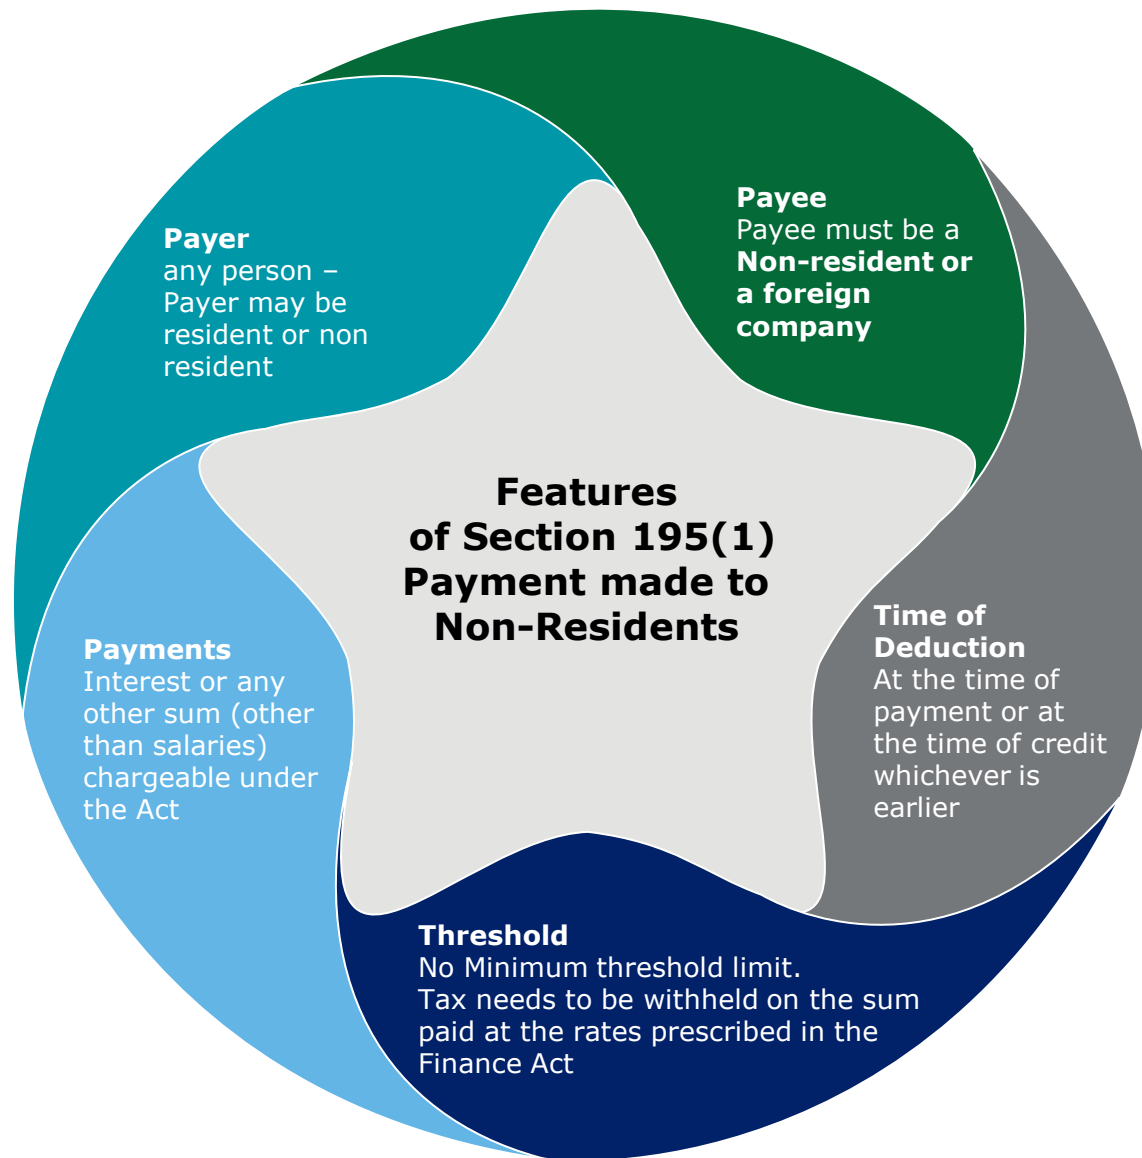 Payer
any person –
Payer may be
resident or non
resident
Payee
Payee must be a
Non-resident or
a foreign
company
Features
of Section 195(1)
Payment made to
Non-Residents
Time of
Deduction
At the time of
payment or at
the time of credit
whichever is
earlier
Payments
Interest or any
other sum (other
than salaries)
chargeable under
the Act
Threshold
No Minimum threshold limit.
Tax needs to be withheld on the sum
paid at the rates prescribed in the
Finance Act